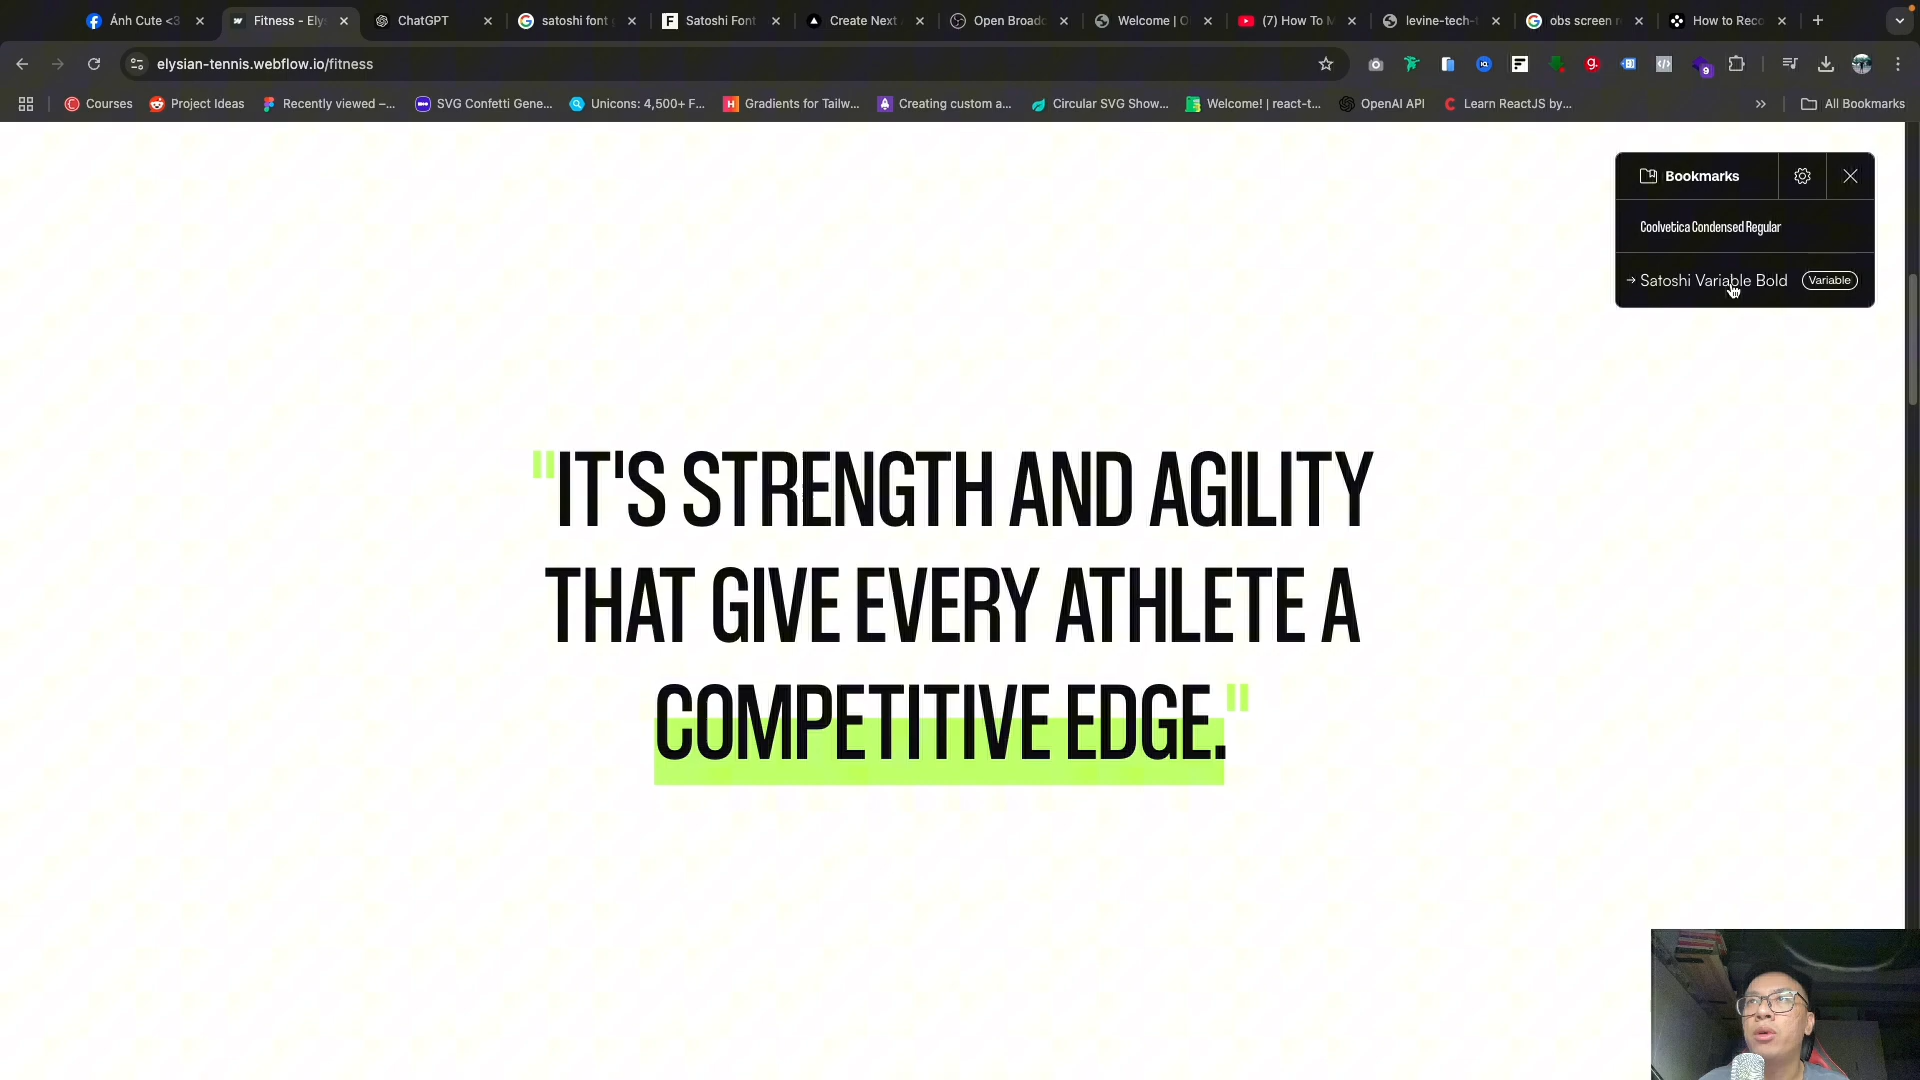 Ánh Cute <3
Fitness - Ely
ChatGPT
satoshi font
Satoshi Font
Create Next
Open Broadc
Welcome | O
(7) How To M
levine-tech-
obs screen r
How to Reco
elysian-tennis.webflow.io/fitness
9
Courses
Project Ideas
Recently viewed –...
SVG Confetti Gene...
Unicons: 4,500+ F...
Gradients for Tailw...
Creating custom a...
Circular SVG Show...
Welcome! | react-t...
OpenAI API
Learn ReactJS by...
All Bookmarks
Bookmarks
Coolvetica Condensed Regular
Satoshi Variable Bold
Variable
"IT'S STRENGTH AND AGILITY
THAT GIVE EVERY ATHLETE A
COMPETITIVE EDGE."